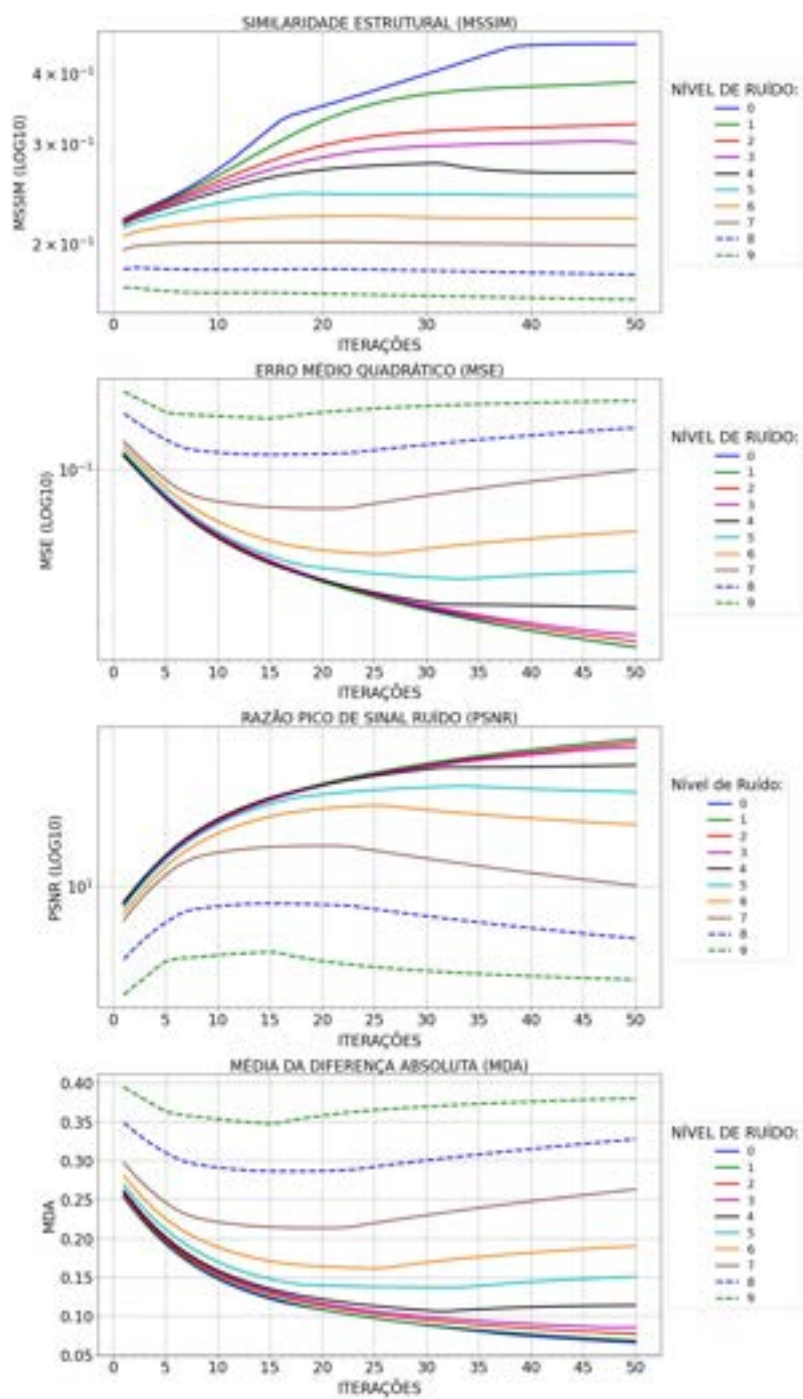 SIMILARIDADE ESTRUTURAL (MSSIM)
MSSIM (LOG10)
4 × 10⁻¹
3 × 10⁻¹
2 × 10⁻¹
0 10 20 30 40 50
ITERAÇÕES
NÍVEL DE RUÍDO:
0
1
2
3
4
5
6
7
8
9
ERRO MÉDIO QUADRÁTICO (MSE)
MSE (LOG10)
10⁻¹
0 5 10 15 20 25 30 35 40 45 50
ITERAÇÕES
NÍVEL DE RUÍDO:
0
1
2
3
4
5
6
7
8
9
RAZÃO PICO DE SINAL RUÍDO (PSNR)
PSNR (LOG10)
10¹
0 5 10 15 20 25 30 35 40 45 50
ITERAÇÕES
Nível de Ruído:
0
1
2
3
4
5
6
7
8
9
MÉDIA DA DIFERENÇA ABSOLUTA (MDA)
MDA
0.40
0.35
0.30
0.25
0.20
0.15
0.10
0.05
0 5 10 15 20 25 30 35 40 45 50
ITERAÇÕES
NÍVEL DE RUÍDO:
0
1
2
3
4
5
6
7
8
9